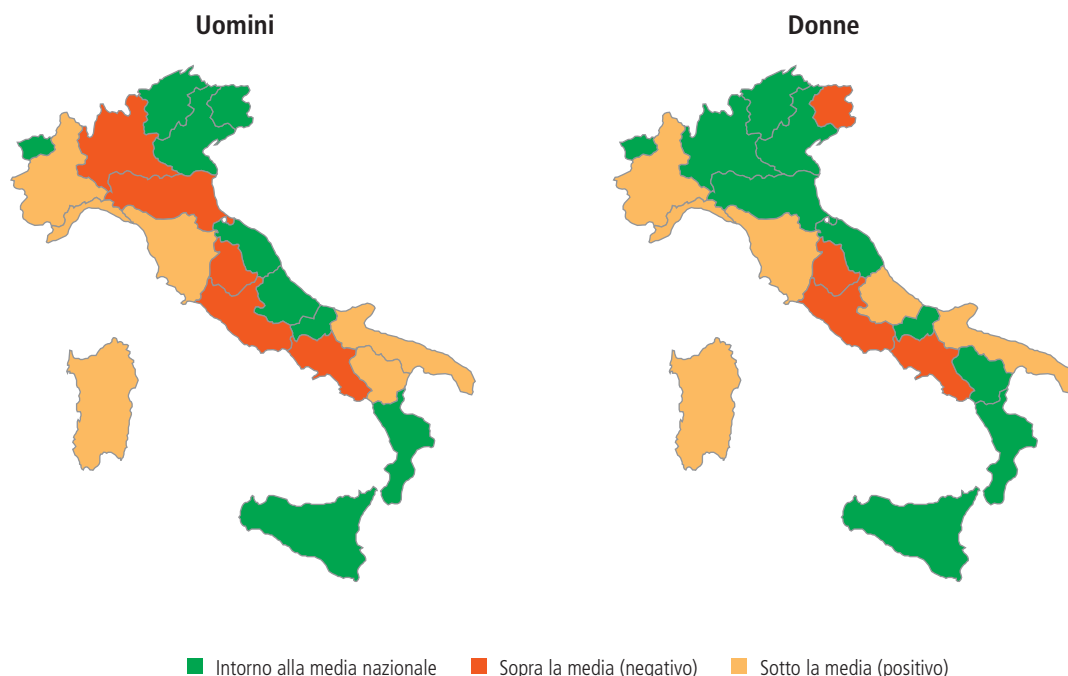 Uomini
Donne
Intorno alla media nazionale
Sopra la media (negativo)
Sotto la media (positivo)